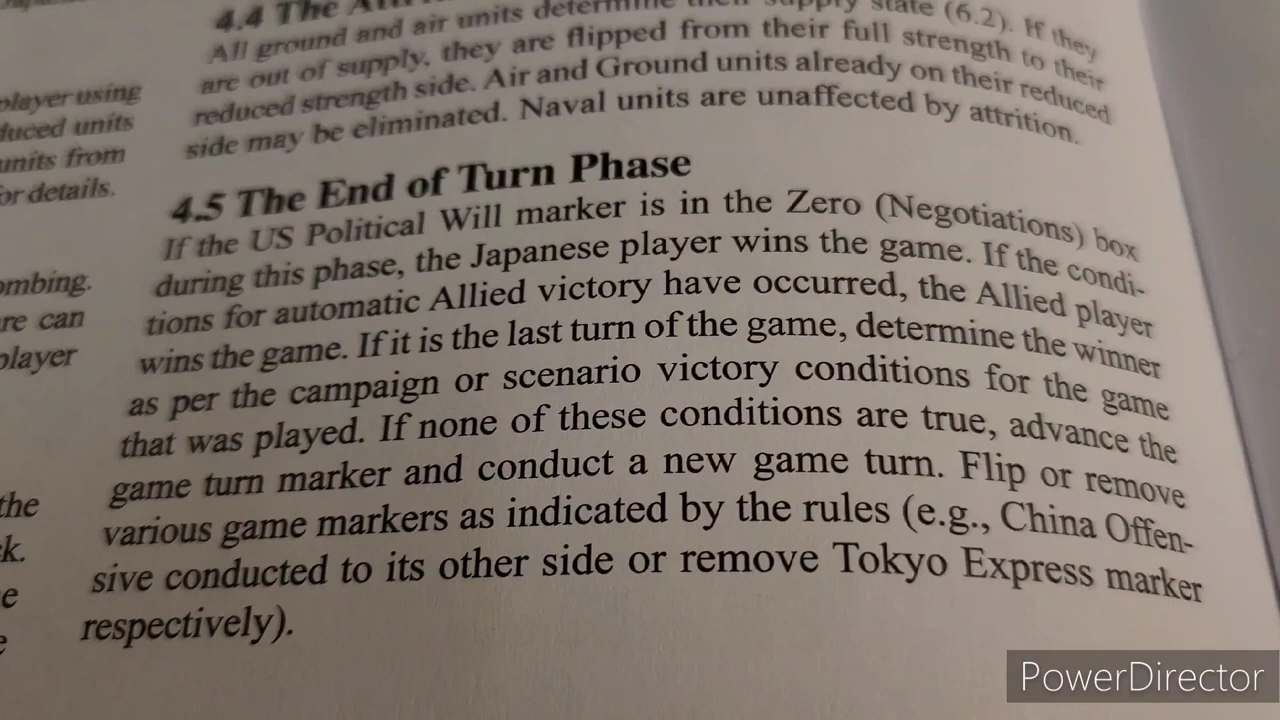 4.4 The
All ground and air units determine their supply state (6.2). If they
are out of supply, they are flipped from their full strength to their
reduced strength side. Air and Ground units already on their reduced
side may be eliminated. Naval units are unaffected by attrition.
4.5 The End of Turn Phase
If the US Political Will marker is in the Zero (Negotiations) box
during this phase, the Japanese player wins the game. If the condi-
tions for automatic Allied victory have occurred, the Allied player
wins the game. If it is the last turn of the game, determine the winner
as per the campaign or scenario victory conditions for the game
that was played. If none of these conditions are true, advance the
game turn marker and conduct a new game turn. Flip or remove
various game markers as indicated by the rules (e.g., China Offen-
sive conducted to its other side or remove Tokyo Express marker
respectively).
player using
units
units from
or details.
can
player
the
PowerDirector